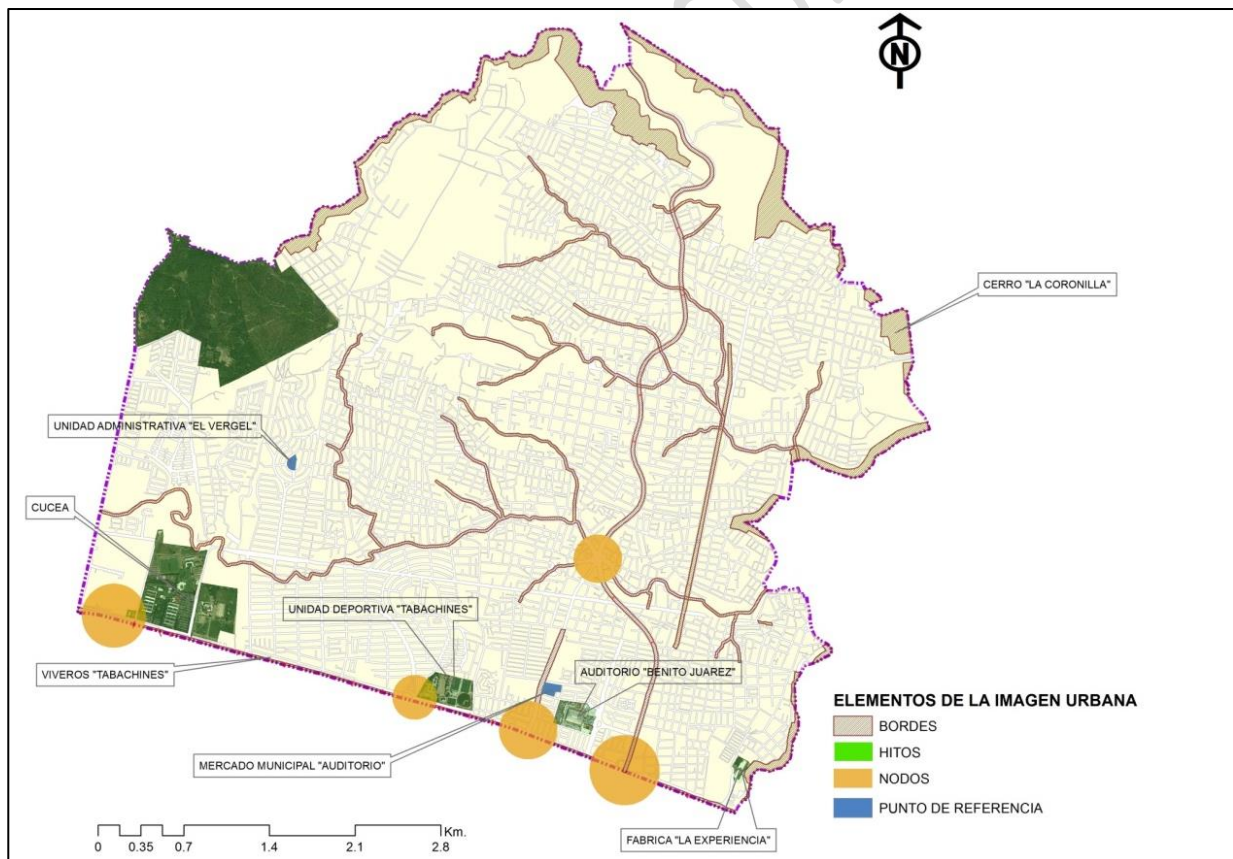 N
CERRO "LA CORONILLA"
UNIDAD ADMINISTRATIVA "EL VERGEL"
CUCEA
UNIDAD DEPORTIVA "TABACHINES"
AUDITORIO "BENITO JUAREZ"
VIVEROS "TABACHINES"
MERCADO MUNICIPAL "AUDITORIO"
FABRICA "LA EXPERIENCIA"
ELEMENTOS DE LA IMAGEN URBANA
BORDES
HITOS
NODOS
PUNTO DE REFERENCIA
Km.
0 0.35 0.7 1.4 2.1 2.8